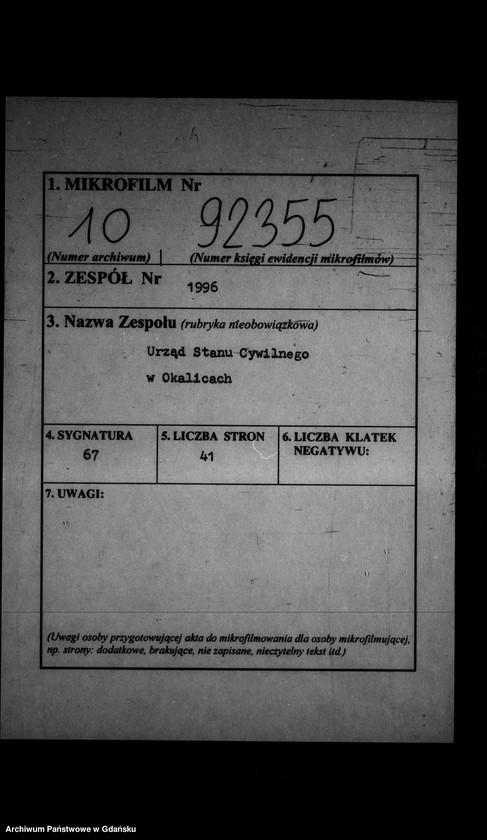 1. MIKROFILM Nr
10 92355
(Numer archiwum) (Numer księgi ewidencji mikrofilmów)
2. ZESPÓŁ Nr 1996
3. Nazwa Zespołu (rubryka nieobowiązkowa)
Urząd Stanu Cywilnego
w Okalicach
4. SYGNATURA 5. LICZBA STRON 6. LICZBA KLATEK
NEGATYWU:
67 41
7. UWAGI:
(Uwagi osoby przygotowującej akta do mikrofilmowania dla osoby mikrofilmującej,
np. strony: dodatkowe, brakujące, nie zapisane, nieczytelny tekst itd.)
Archiwum Państwowe w Gdańsku